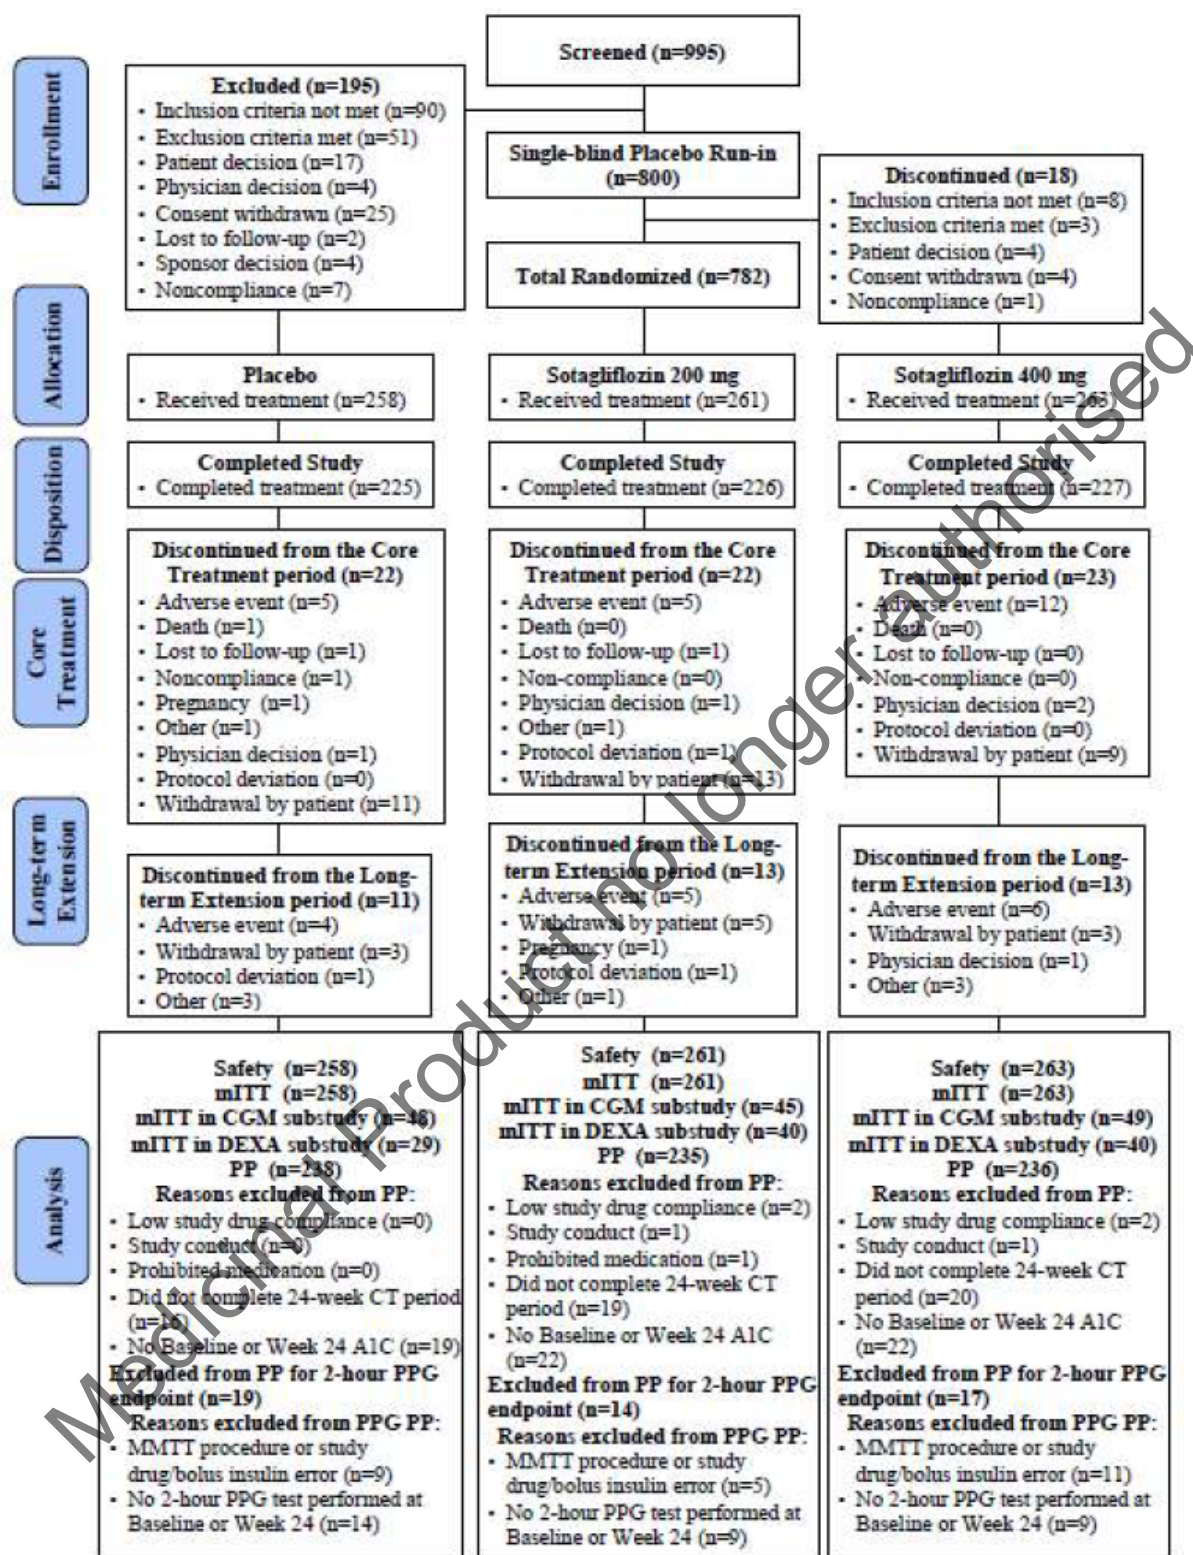 Enrollment
Screened (n=995)
Excluded (n=195)
• Inclusion criteria not met (n=90)
• Exclusion criteria met (n=51)
• Patient decision (n=17)
• Physician decision (n=4)
• Consent withdrawn (n=25)
• Lost to follow-up (n=2)
• Sponsor decision (n=4)
• Noncompliance (n=7)
Single-blind Placebo Run-in
(n=800)
Discontinued (n=18)
• Inclusion criteria not met (n=8)
• Exclusion criteria met (n=3)
• Patient decision (n=4)
• Consent withdrawn (n=4)
• Noncompliance (n=1)
Total Randomized (n=782)
Allocation
Placebo
• Received treatment (n=258)
Sotagliflozin 200 mg
• Received treatment (n=261)
Sotagliflozin 400 mg
• Received treatment (n=263)
Disposition
Completed Study
• Completed treatment (n=225)
Completed Study
• Completed treatment (n=226)
Completed Study
• Completed treatment (n=227)
Core
Treatment
Discontinued from the Core
Treatment period (n=22)
• Adverse event (n=5)
• Death (n=1)
• Lost to follow-up (n=1)
• Noncompliance (n=1)
• Pregnancy (n=1)
• Other (n=1)
• Physician decision (n=1)
• Protocol deviation (n=0)
• Withdrawal by patient (n=11)
Discontinued from the Core
Treatment period (n=22)
• Adverse event (n=5)
• Death (n=0)
• Lost to follow-up (n=1)
• Non-compliance (n=0)
• Physician decision (n=1)
• Other (n=1)
• Protocol deviation (n=1)
• Withdrawal by patient (n=13)
Discontinued from the Core
Treatment period (n=23)
• Adverse event (n=12)
• Death (n=0)
• Lost to follow-up (n=0)
• Non-compliance (n=0)
• Physician decision (n=2)
• Protocol deviation (n=0)
• Withdrawal by patient (n=9)
Long-term
Extension
Discontinued from the Long-
term Extension period (n=11)
• Adverse event (n=4)
• Withdrawal by patient (n=3)
• Protocol deviation (n=1)
• Other (n=3)
Discontinued from the Long-
term Extension period (n=13)
• Adverse event (n=5)
• Withdrawal by patient (n=5)
• Pregnancy (n=1)
• Protocol deviation (n=1)
• Other (n=1)
Discontinued from the Long-
term Extension period (n=13)
• Adverse event (n=6)
• Withdrawal by patient (n=3)
• Physician decision (n=1)
• Other (n=3)
Analysis
Safety (n=258)
mITT (n=258)
mITT in CGM substudy (n=48)
mITT in DEXA substudy (n=29)
PP (n=238)
Reasons excluded from PP:
• Low study drug compliance (n=0)
• Study conduct (n=0)
• Prohibited medication (n=0)
• Did not complete 24-week CT period
(n=16)
• No Baseline or Week 24 A1C (n=19)
Excluded from PP for 2-hour PPG
endpoint (n=19)
Reasons excluded from PPG PP:
• MMTT procedure or study
drug/bolus insulin error (n=9)
• No 2-hour PPG test performed at
Baseline or Week 24 (n=14)
Safety (n=261)
mITT (n=261)
mITT in CGM substudy (n=45)
mITT in DEXA substudy (n=40)
PP (n=235)
Reasons excluded from PP:
• Low study drug compliance (n=2)
• Study conduct (n=1)
• Prohibited medication (n=1)
• Did not complete 24-week CT
period (n=19)
• No Baseline or Week 24 A1C
(n=22)
Excluded from PP for 2-hour PPG
endpoint (n=14)
Reasons excluded from PPG PP:
• MMTT procedure or study
drug/bolus insulin error (n=5)
• No 2-hour PPG test performed at
Baseline or Week 24 (n=9)
Safety (n=263)
mITT (n=263)
mITT in CGM substudy (n=49)
mITT in DEXA substudy (n=40)
PP (n=236)
Reasons excluded from PP:
• Low study drug compliance (n=2)
• Study conduct (n=1)
• Did not complete 24-week CT
period (n=20)
• No Baseline or Week 24 A1C
(n=22)
Excluded from PP for 2-hour PPG
endpoint (n=17)
Reasons excluded from PPG PP:
• MMTT procedure or study
drug/bolus insulin error (n=11)
• No 2-hour PPG test performed at
Baseline or Week 24 (n=9)
Medicinal Product no longer authorised